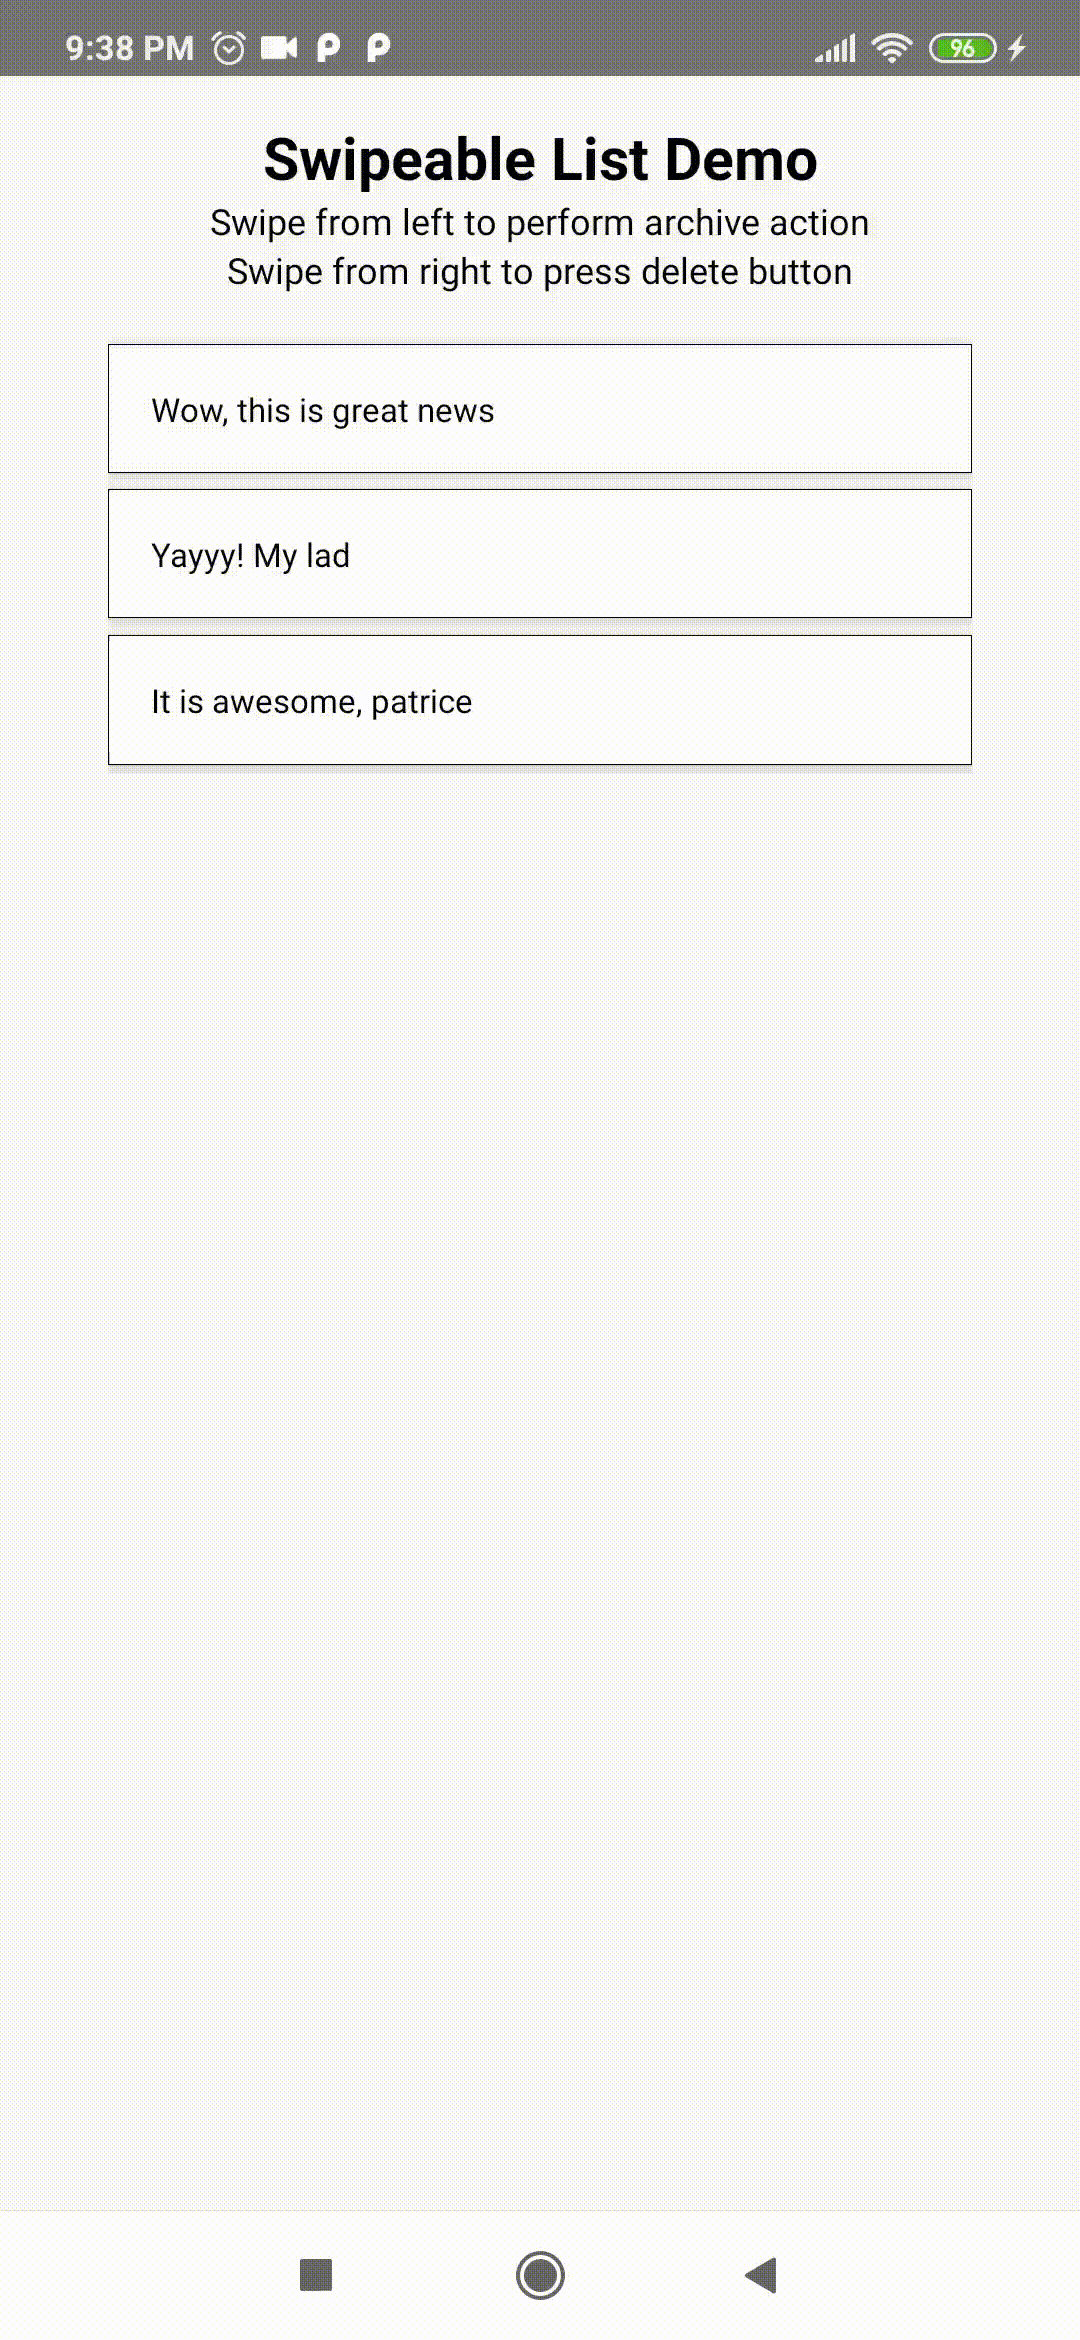 9:38 PM
96
Swipeable List Demo
Swipe from left to perform archive action
Swipe from right to press delete button
Wow, this is great news
Yayyy! My lad
It is awesome, patrice